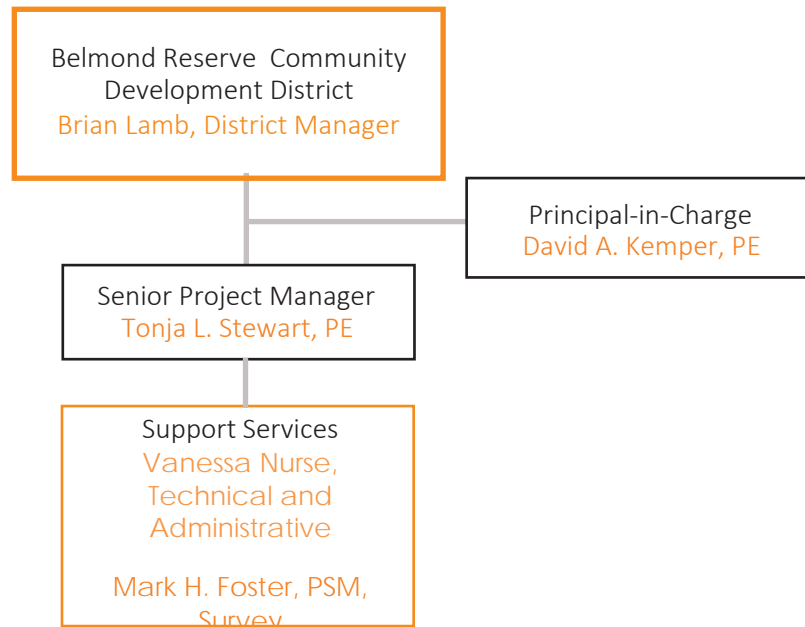 Belmond Reserve Community
Development District
Brian Lamb, District Manager
Principal-in-Charge
David A. Kemper, PE
Senior Project Manager
Tonja L. Stewart, PE
Support Services
Vanessa Nurse,
Technical and
Administrative
Mark H. Foster, PSM,
Survey